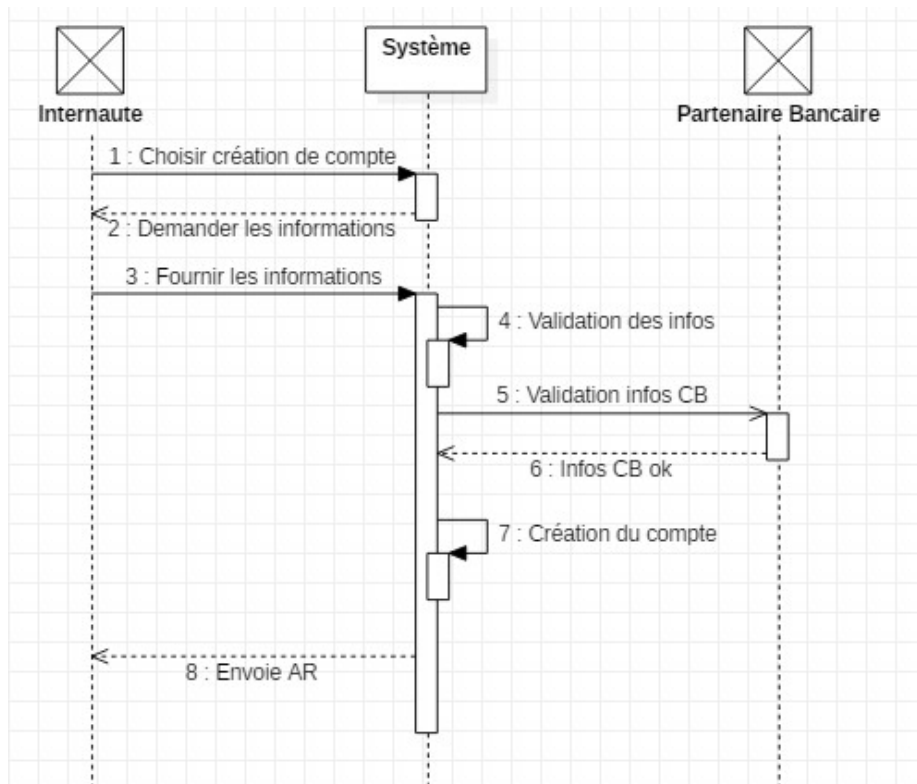 Système
Internaute
Partenaire Bancaire
1 : Choisir création de compte
2 : Demander les informations
3 : Fournir les informations
4 : Validation des infos
5 : Validation infos CB
6 : Infos CB ok
7 : Création du compte
8 : Envoie AR